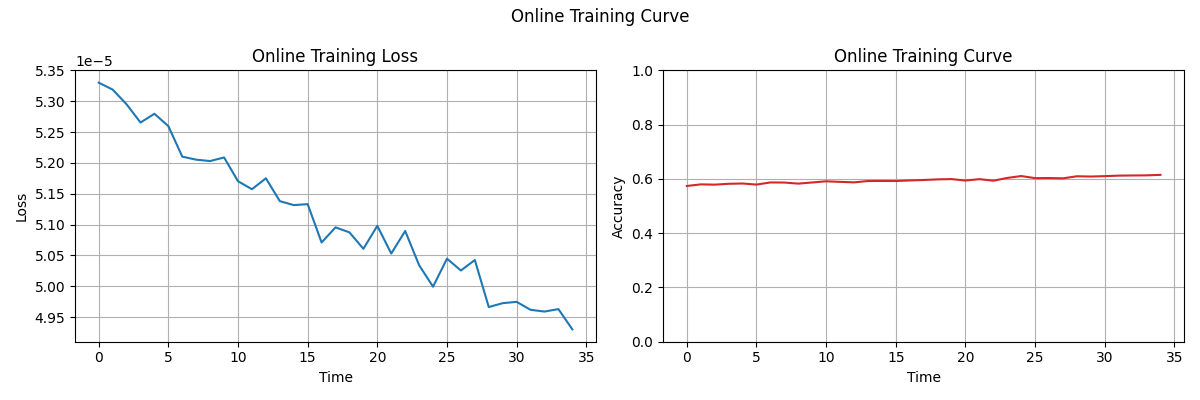 Online Training Curve
Online Training Loss
1e−5
5.35
5.30
5.25
5.20
5.15
5.10
5.05
5.00
4.95
Loss
0 5 10 15 20 25 30 35
Time
Online Training Curve
1.0
0.8
0.6
0.4
0.2
0.0
Accuracy
0 5 10 15 20 25 30 35
Time